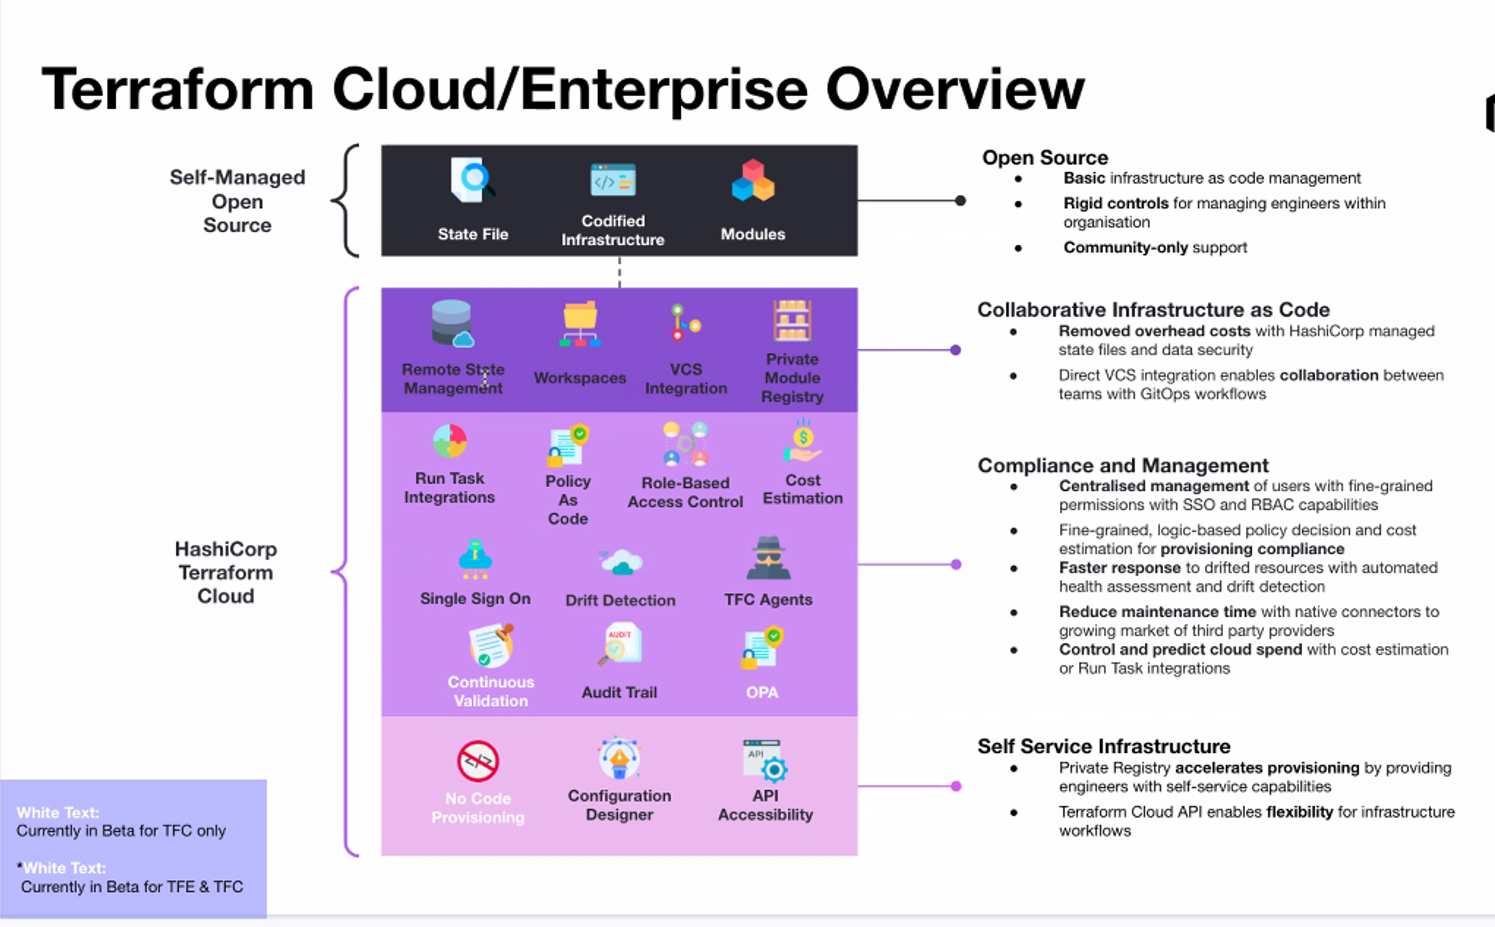 Terraform Cloud/Enterprise Overview
Self-Managed
Open
Source
State File
Codified
Infrastructure
Modules
Open Source
● Basic infrastructure as code management
● Rigid controls for managing engineers within
organisation
● Community-only support
HashiCorp
Terraform
Cloud
Remote State
Management
Workspaces
VCS
Integration
Private
Module
Registry
Collaborative Infrastructure as Code
● Removed overhead costs with HashiCorp managed
state files and data security
● Direct VCS integration enables collaboration between
teams with GitOps workflows
Run Task
Integrations
Policy
As
Code
Role-Based
Access Control
$
Cost
Estimation
Single Sign On
Drift Detection
TFC Agents
Continuous
Validation
AUDIT
Audit Trail
OPA
Compliance and Management
● Centralised management of users with fine-grained
permissions with SSO and RBAC capabilities
● Fine-grained, logic-based policy decision and cost
estimation for provisioning compliance
● Faster response to drifted resources with automated
health assessment and drift detection
● Reduce maintenance time with native connectors to
growing market of third party providers
● Control and predict cloud spend with cost estimation
or Run Task integrations
</>
No Code
Provisioning
Configuration
Designer
API
API
Accessibility
Self Service Infrastructure
● Private Registry accelerates provisioning by providing
engineers with self-service capabilities
● Terraform Cloud API enables flexibility for infrastructure
workflows
White Text:
Currently in Beta for TFC only
*White Text:
Currently in Beta for TFE & TFC